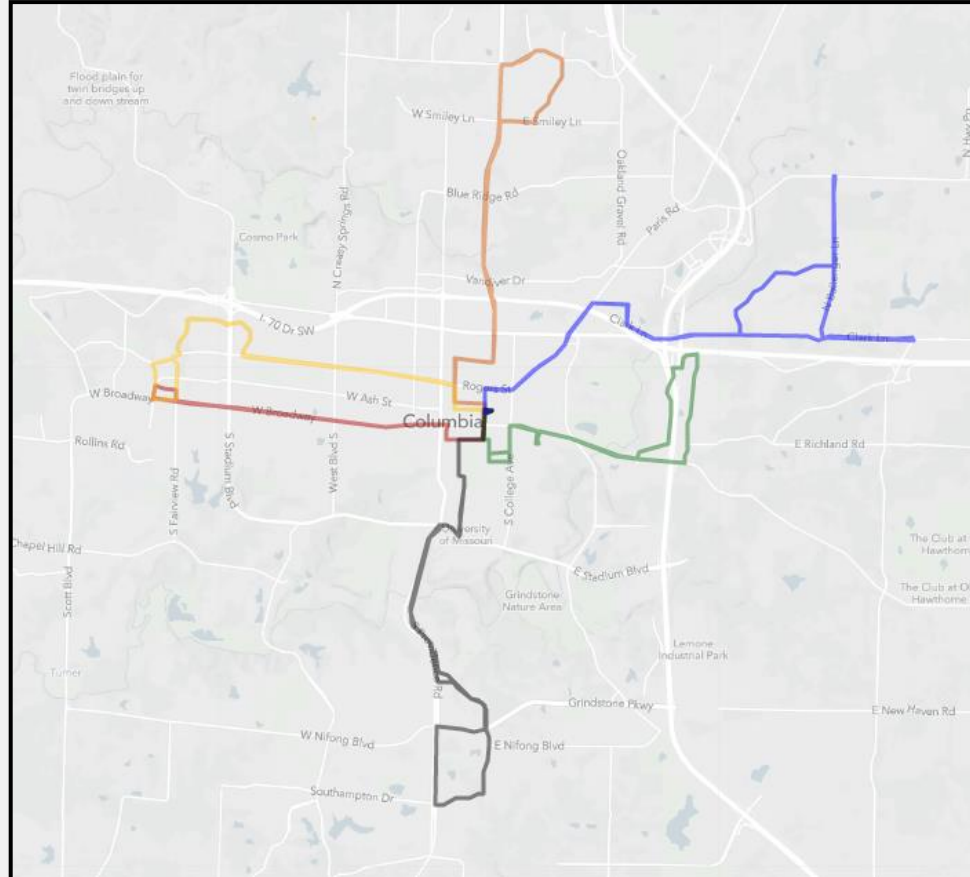 Flood plain for
twin bridges up
and down stream
W Smiley Ln
E Smiley Ln
N Creasy Springs Rd
Oakland Gravel Rd
Blue Ridge Rd
Paris Rd
Cosmo Park
Vandiver Dr
I- 70 Dr SW
Clark Ln
Clark Ln
Rogers St
W Ash St
W Broadway
W Broadway
Columbia
Rollins Rd
E Richland Rd
S Stadium Blvd
West Blvd S
S Fairview Rd
S College Ave
University
of Missouri
Chapel Hill Rd
E Stadium Blvd
The Club at
Hawthorne
The Club at O
Hawthorne
Scott Blvd
Grindstone
Nature Area
Turner
Lemone
Industrial Park
Rd
Grindstone Pkwy
E New Haven Rd
W Nifong Blvd
E Nifong Blvd
Southampton Dr